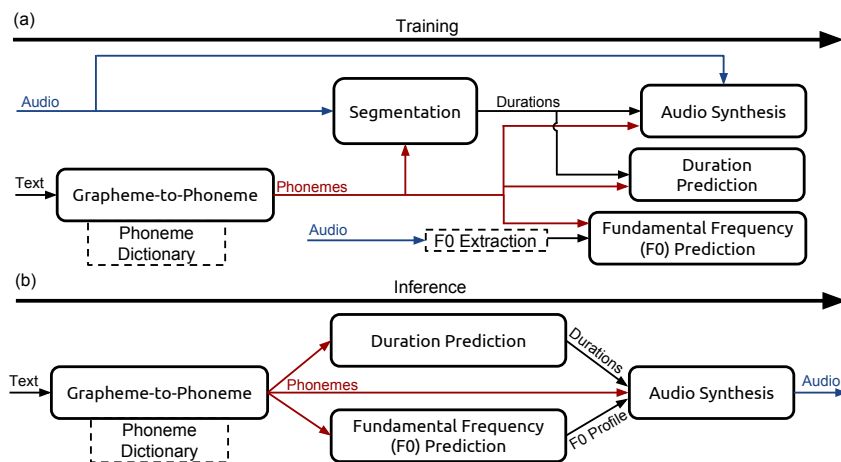 (a)
Training
Audio
Segmentation
Durations
Audio Synthesis
Text
Grapheme-to-Phoneme
Phonemes
Duration
Prediction
Phoneme
Dictionary
Audio
F0 Extraction
Fundamental Frequency
(F0) Prediction
(b)
Inference
Duration Prediction
Durations
Text
Grapheme-to-Phoneme
Phonemes
Audio Synthesis
Audio
Phoneme
Dictionary
Fundamental Frequency
(F0) Prediction
F0 Profile